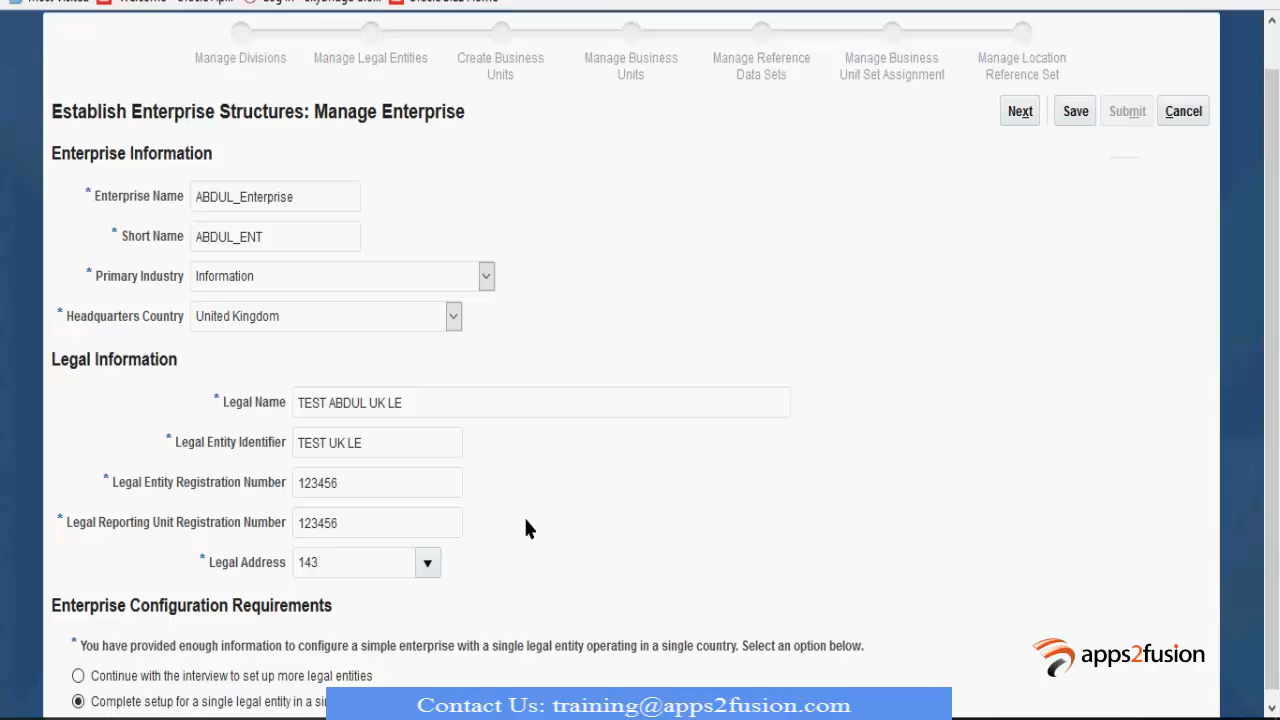 Manage Divisions
Manage Legal Entities
Create Business
Units
Manage Business
Units
Manage Reference
Data Sets
Manage Business
Unit Set Assignment
Manage Location
Reference Set
Establish Enterprise Structures: Manage Enterprise
Next
Save
Submit
Cancel
Enterprise Information
* Enterprise Name ABDUL_Enterprise
* Short Name ABDUL_ENT
* Primary Industry Information
* Headquarters Country United Kingdom
Legal Information
* Legal Name TEST ABDUL UK LE
* Legal Entity Identifier TEST UK LE
* Legal Entity Registration Number 123456
* Legal Reporting Unit Registration Number 123456
* Legal Address 143
Enterprise Configuration Requirements
* You have provided enough information to configure a simple enterprise with a single legal entity operating in a single country. Select an option below.
Continue with the interview to set up more legal entities
Complete setup for a single legal entity in a
apps2fusion
Contact Us: training@apps2fusion.com